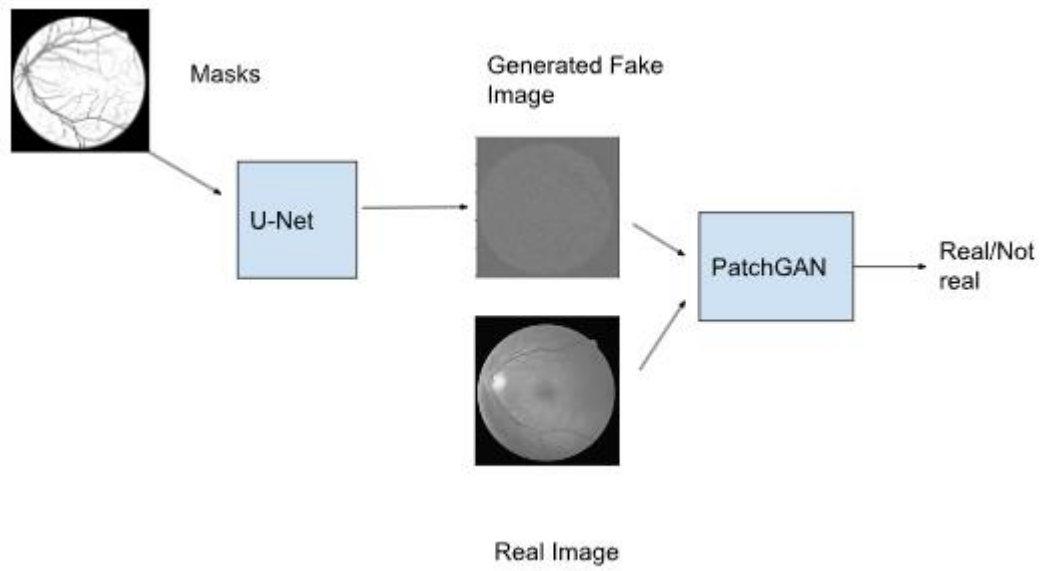 Masks
Generated Fake
Image
U-Net
PatchGAN
Real/Not
real
Real Image